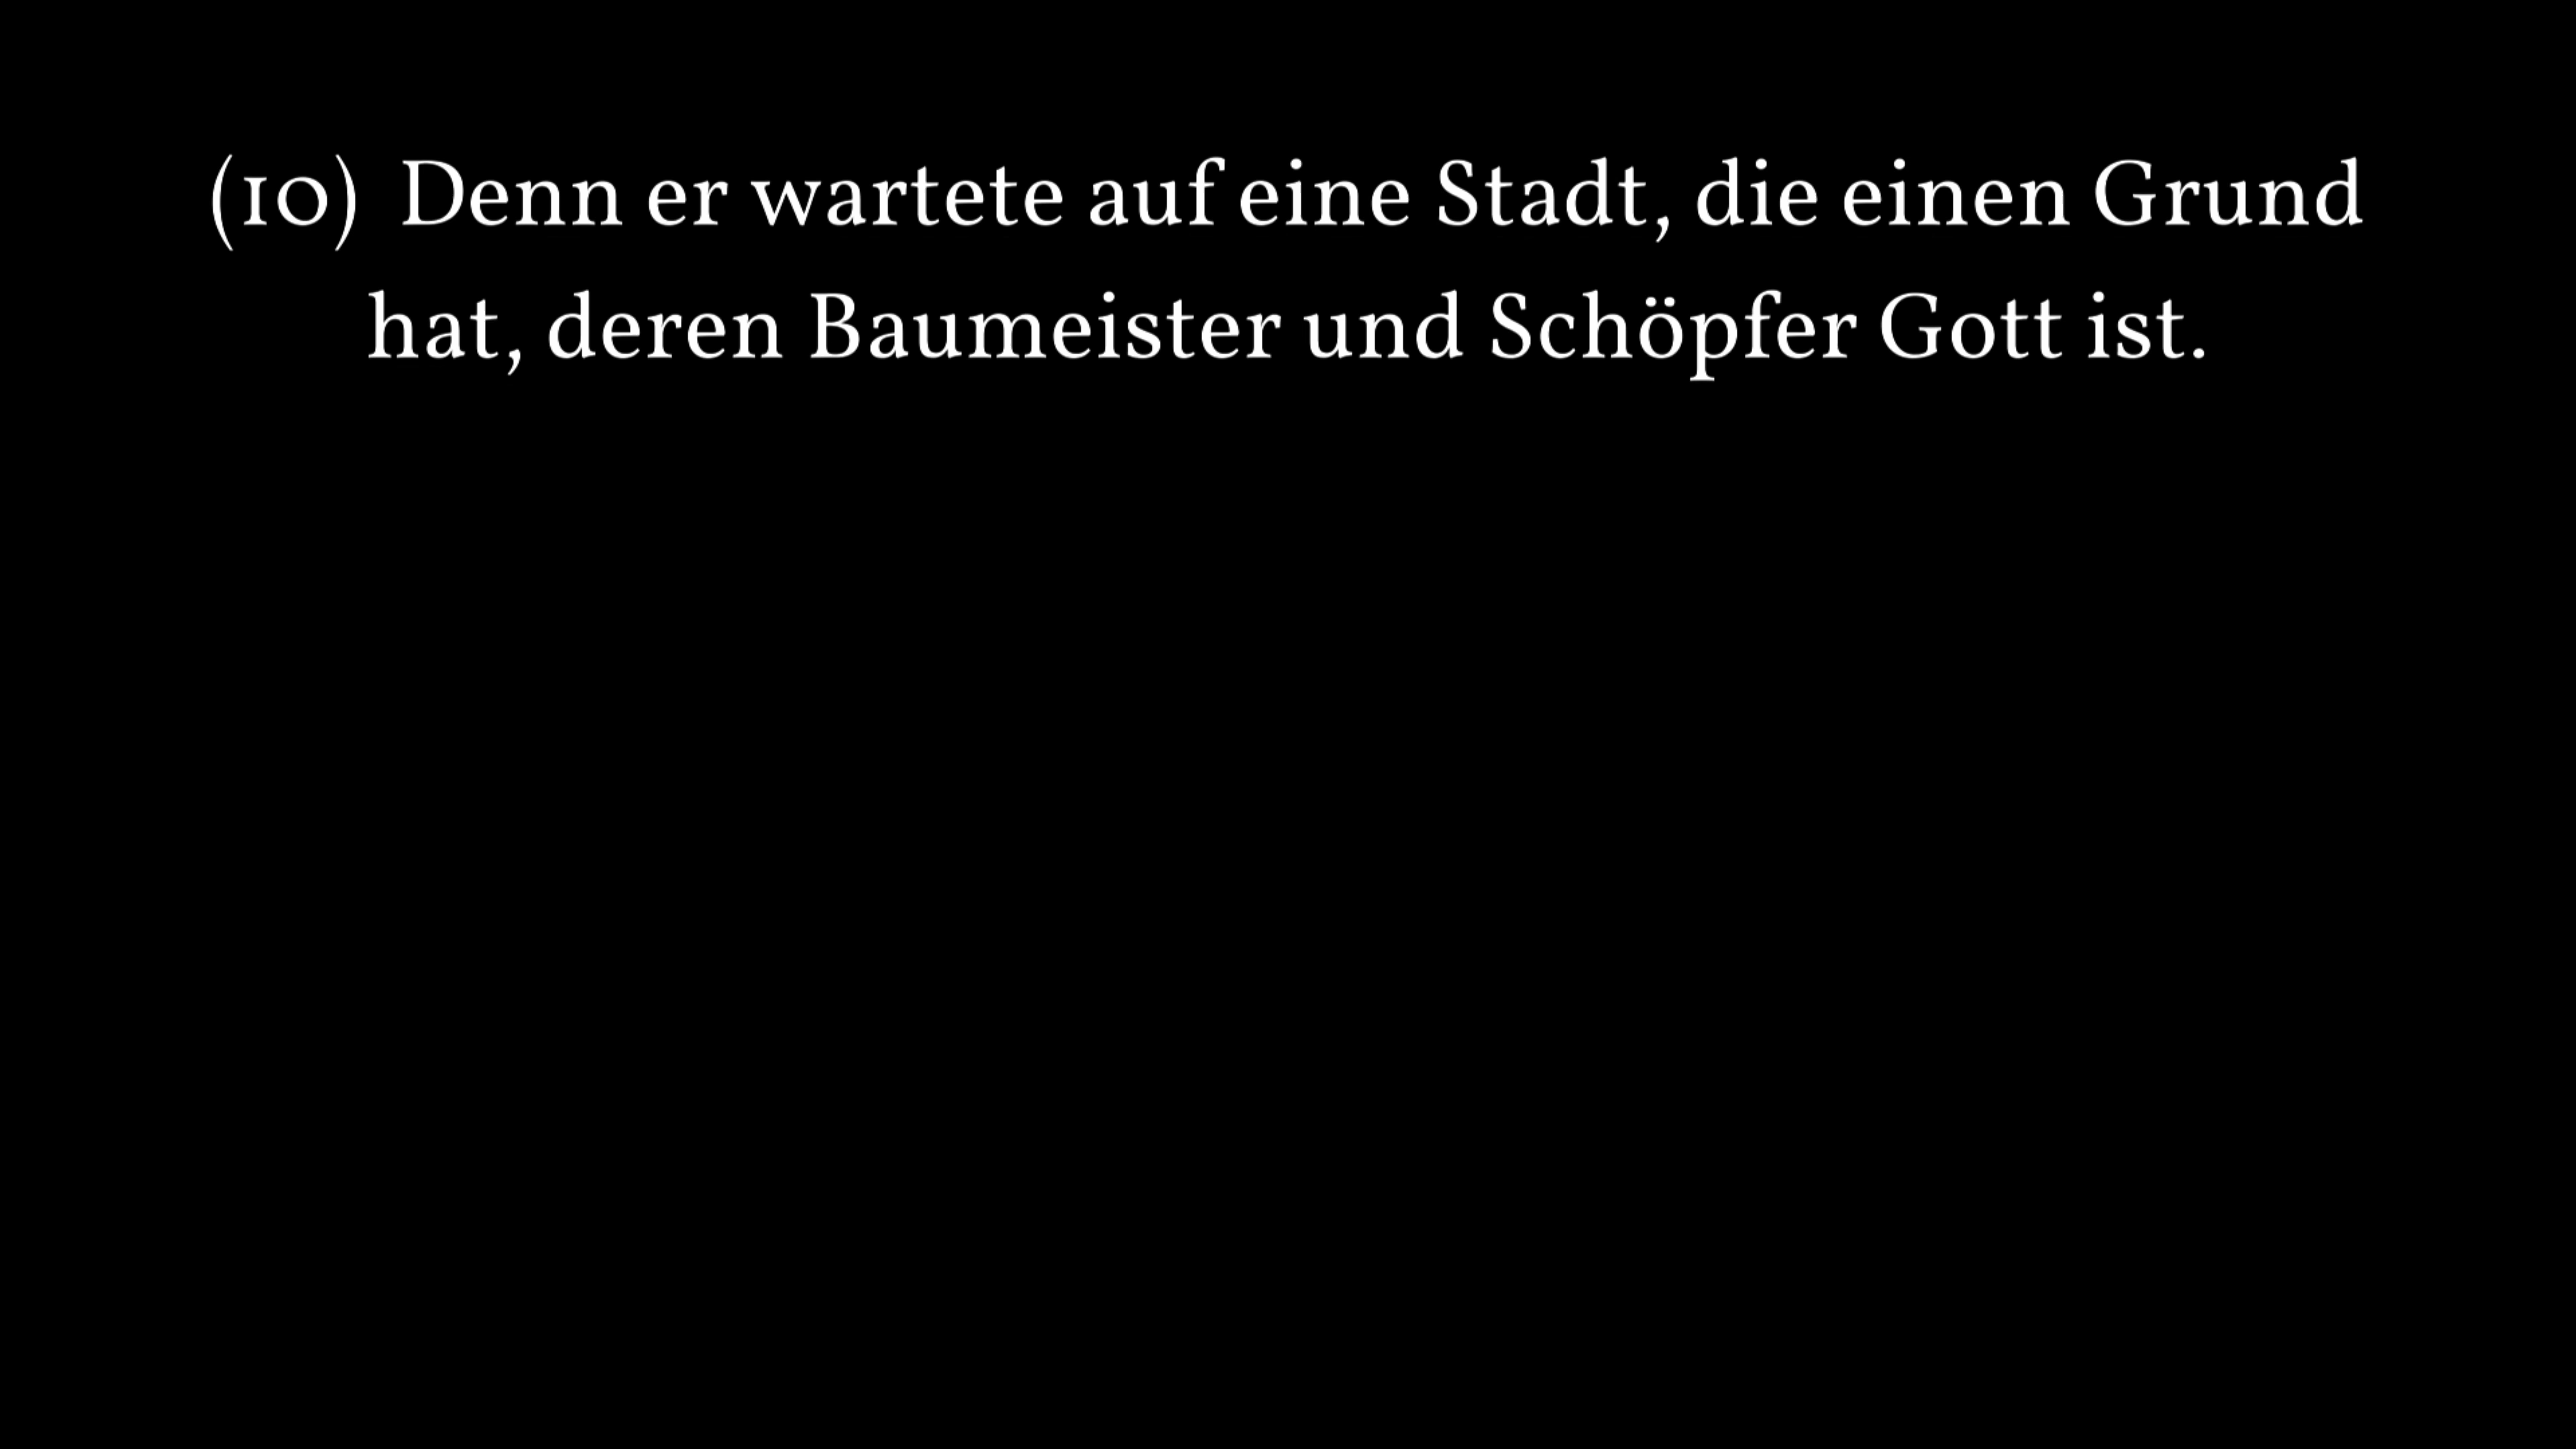 (10) Denn er wartete auf eine Stadt, die einen Grund
hat, deren Baumeister und Schöpfer Gott ist.